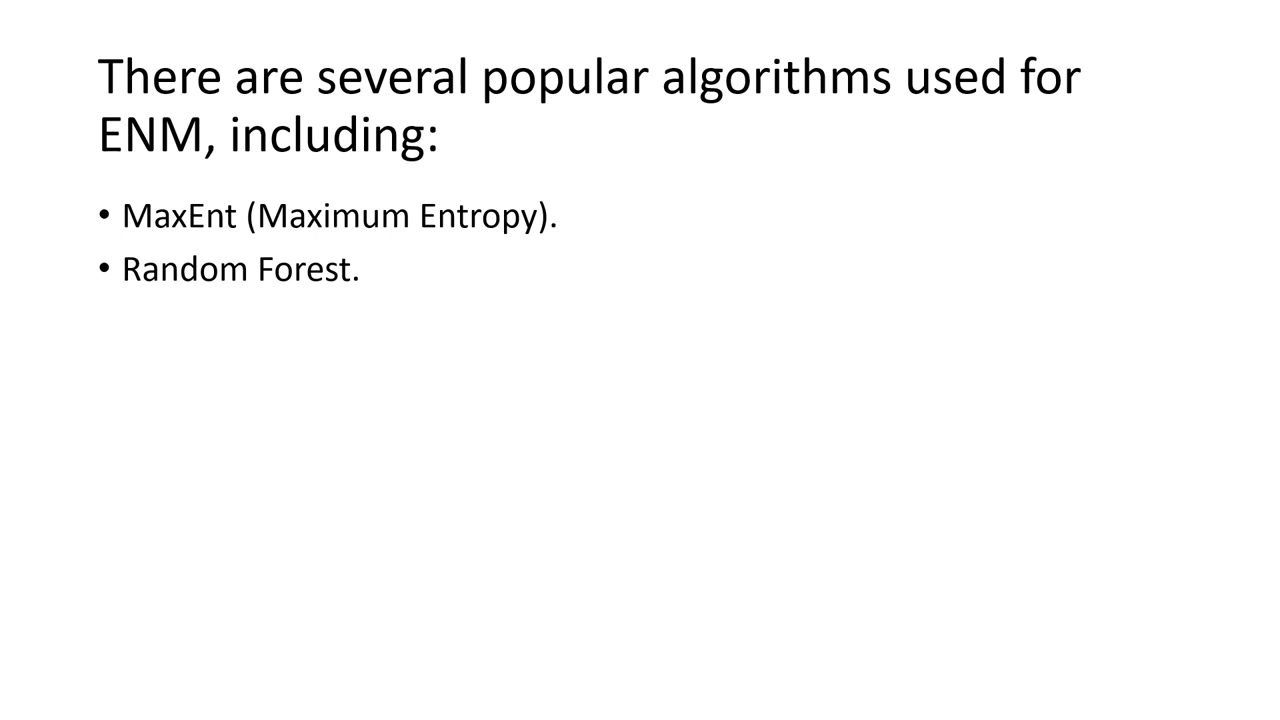 There are several popular algorithms used for
ENM, including:
• MaxEnt (Maximum Entropy).
• Random Forest.